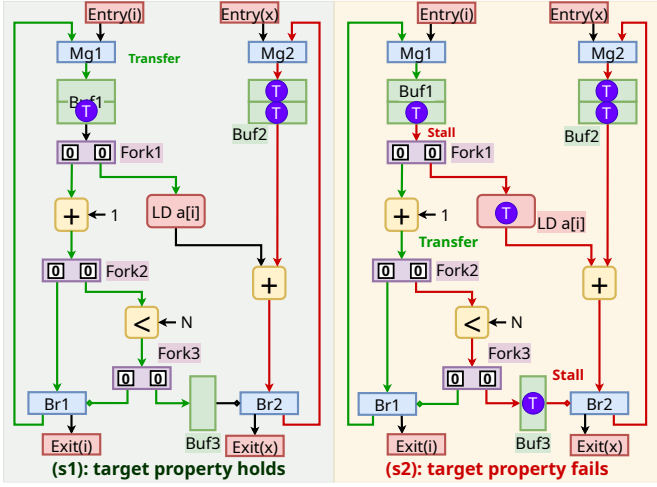 Entry(i)
Entry(x)
Mg1
Mg2
Transfer
Buf1
T
T
T
Buf2
0
0
Fork1
+
1
LD a[i]
0
0
Fork2
+
<
N
Fork3
0
0
Br1
Buf3
Br2
Exit(i)
Exit(x)
(s1): target property holds
Entry(i)
Entry(x)
Mg1
Mg2
Buf1
T
T
T
Stall
Buf2
0
0
Fork1
+
1
T
LD a[i]
Transfer
0
0
Fork2
+
<
N
Fork3
0
0
Stall
Br1
T
Br2
Buf3
Exit(i)
Exit(x)
(s2): target property fails